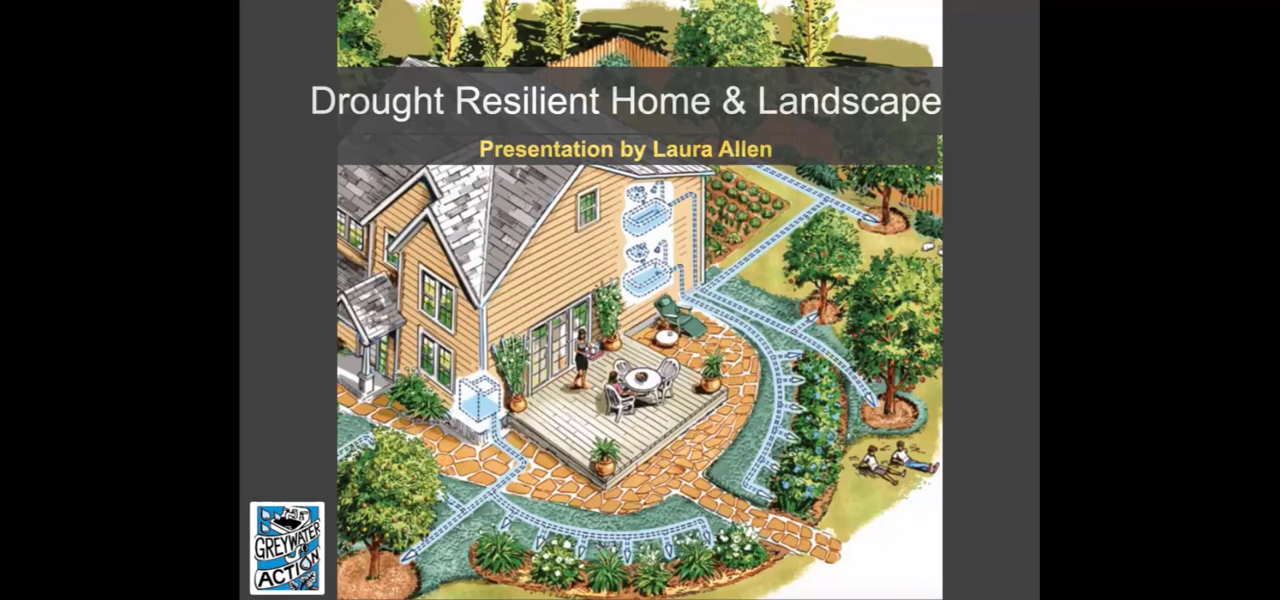 Drought Resilient Home & Landscape
Presentation by Laura Allen
GREYWATER
ACTION